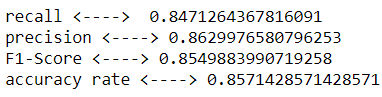 recall <---->  0.8471264367816091
precision <----> 0.8629976580796253
F1-Score <----> 0.8549883990719258
accuracy rate <----> 0.8571428571428571